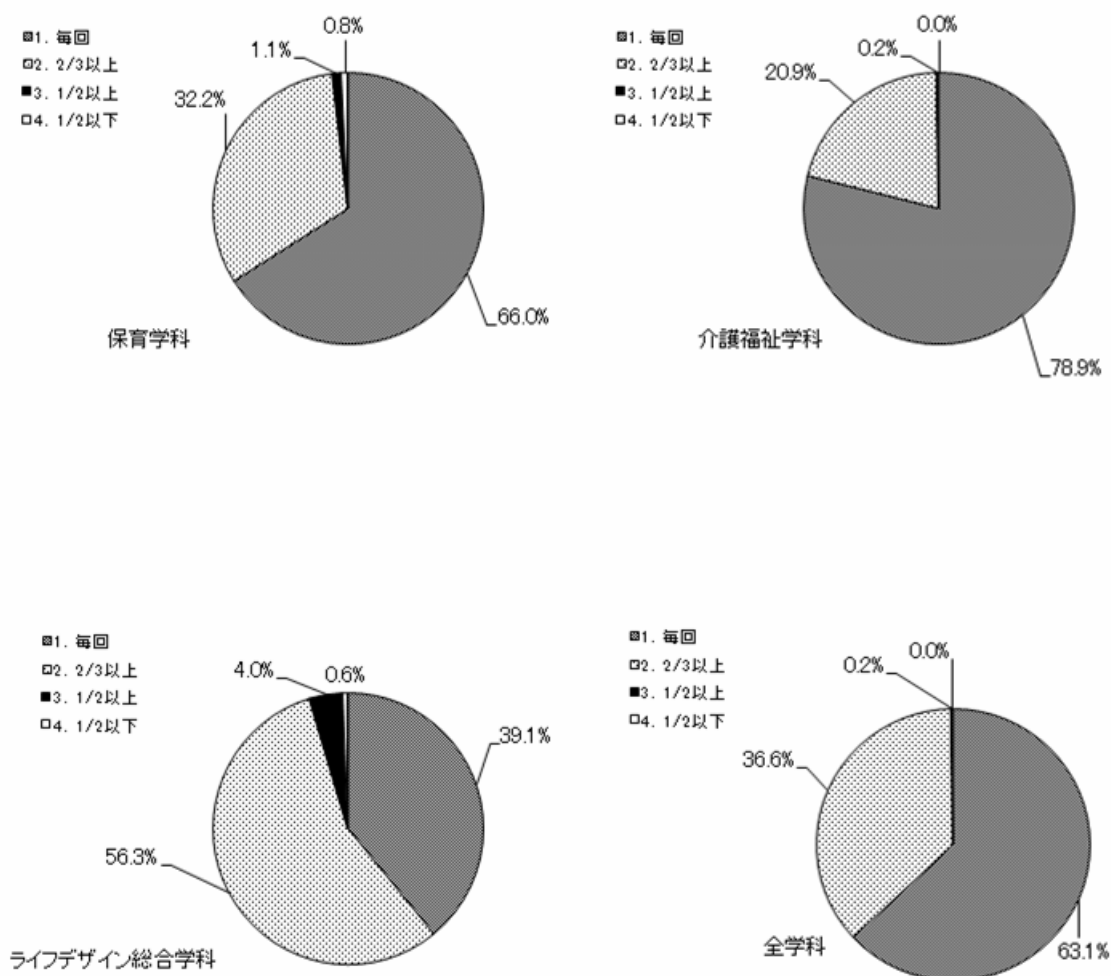 1. 毎回
2. 2/3以上
3. 1/2以上
4. 1/2以下
0.8%
1.1%
32.2%
66.0%
保育学科
1. 毎回
2. 2/3以上
3. 1/2以上
4. 1/2以下
0.0%
0.2%
20.9%
78.9%
介護福祉学科
1. 毎回
2. 2/3以上
3. 1/2以上
4. 1/2以下
4.0%
0.6%
39.1%
56.3%
ライフデザイン総合学科
1. 毎回
2. 2/3以上
3. 1/2以上
4. 1/2以下
0.0%
0.2%
36.6%
63.1%
全学科